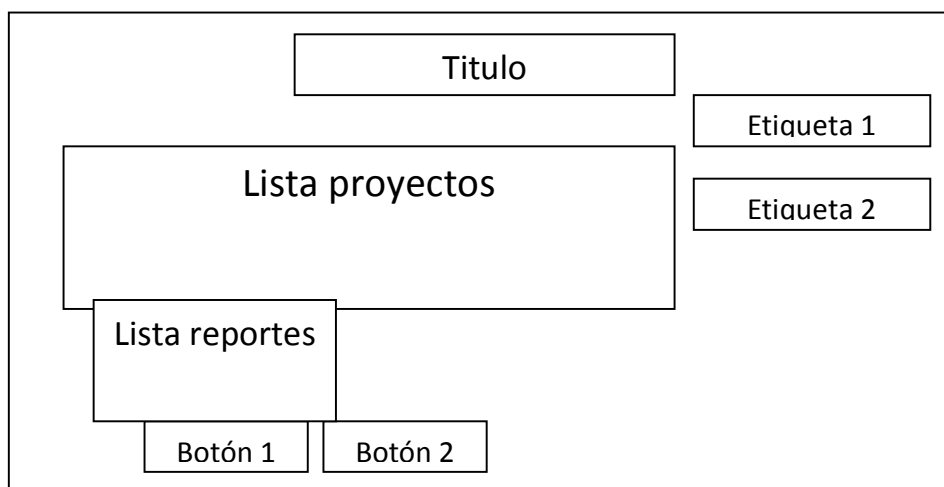 Titulo
Etiqueta 1
Lista proyectos
Etiqueta 2
Lista reportes
Botón 1
Botón 2